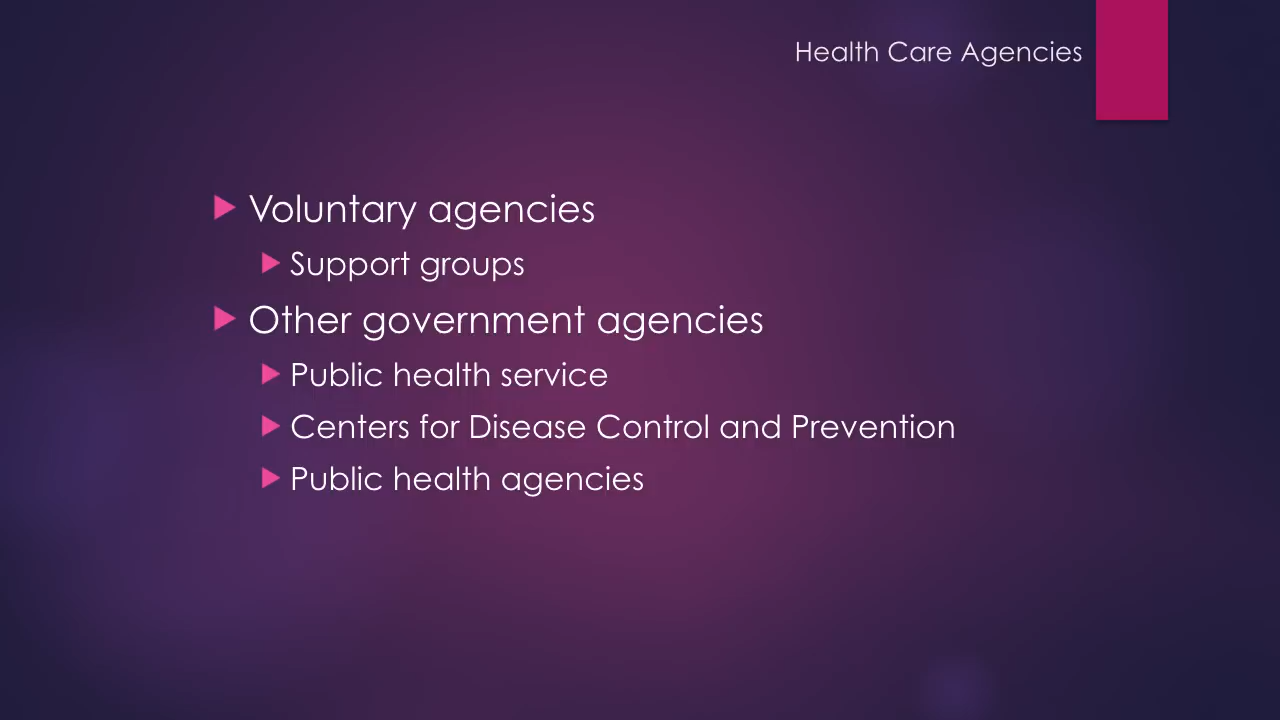 Health Care Agencies
Voluntary agencies
Support groups
Other government agencies
Public health service
Centers for Disease Control and Prevention
Public health agencies